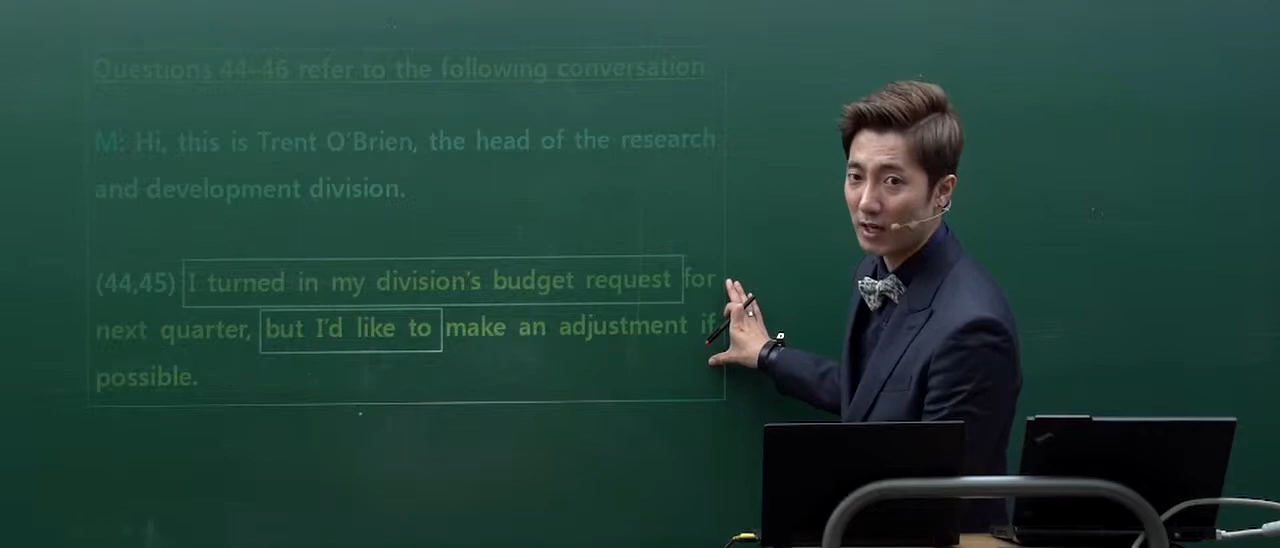 Questions 44-46 refer to the following conversation
M: Hi, this is Trent O'Brien, the head of the research
and development division.
(44,45) I turned in my division's budget request for
next quarter, but I'd like to make an adjustment if
possible.